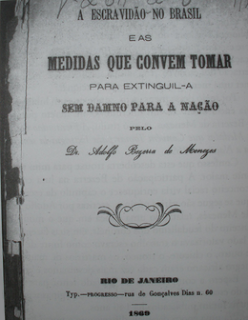 A ESCRAVIDÃO NO BRASIL
E AS
MEDIDAS QUE CONVEM TOMAR
PARA EXTINGUIL-A
SEM DAMNO PARA A NAÇÃO
PELO
Dr. Adolfo Bezerra de Menezes
RIO DE JANEIRO
Typ.—PROGRESSO—rua de Gonçalves Dias n. 60
1869